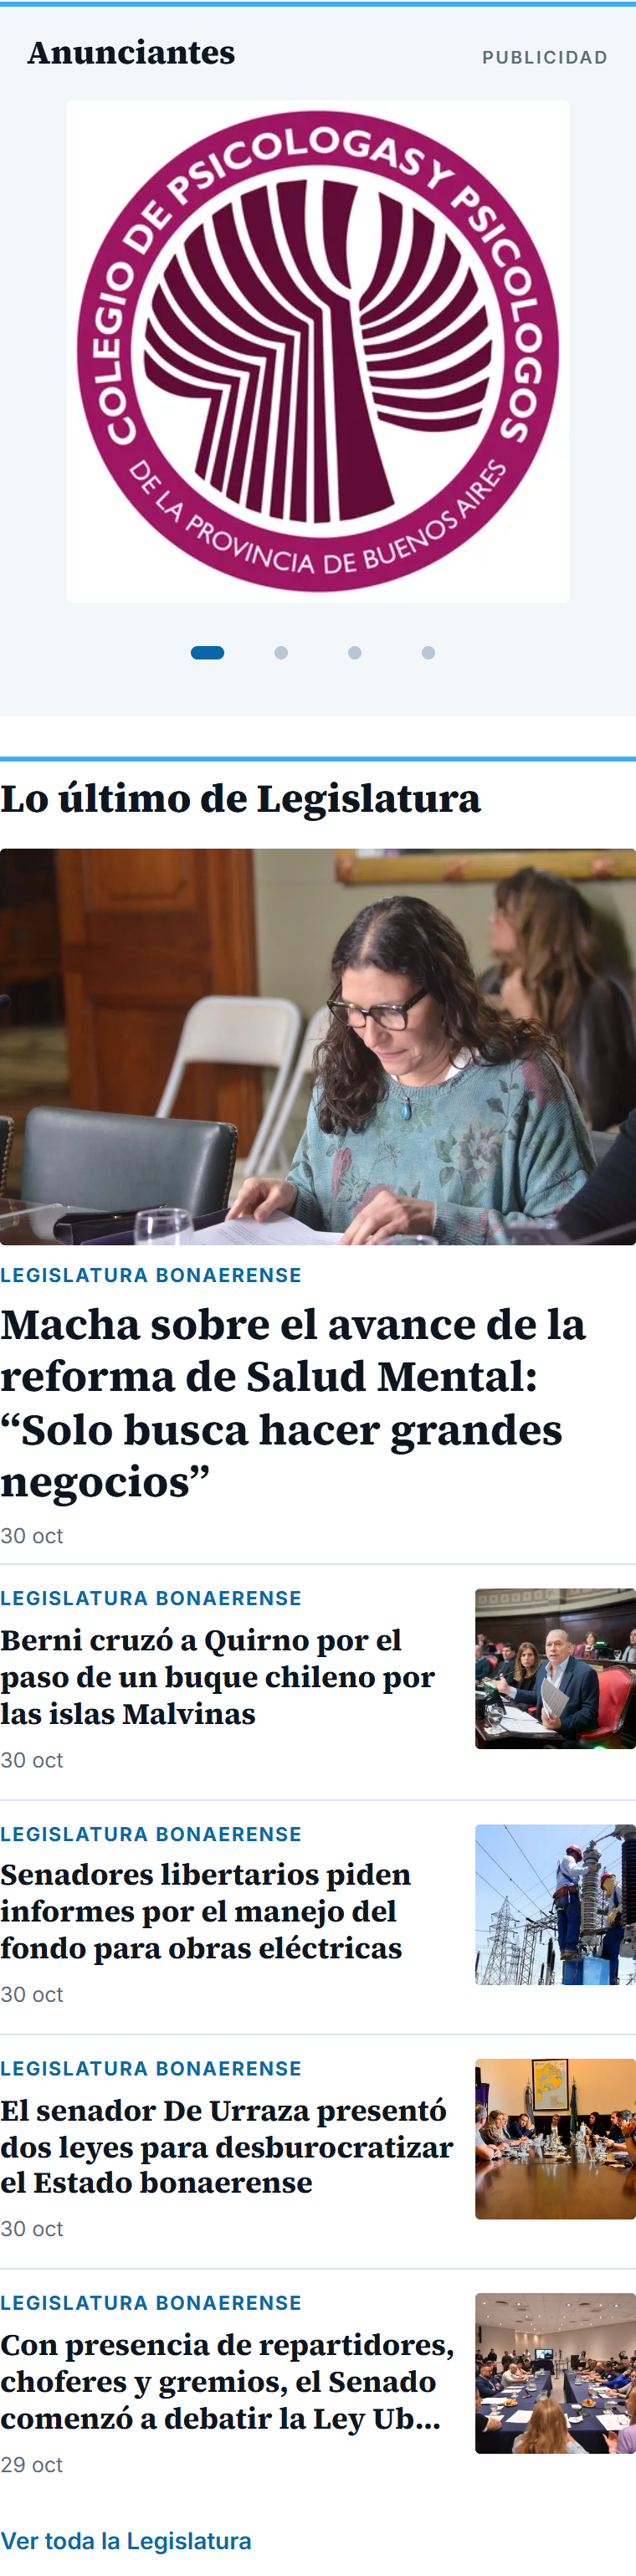 Anunciantes
PUBLICIDAD
COLEGIO DE PSICOLOGAS Y PSICOLOGOS
DE LA PROVINCIA DE BUENOS AIRES
Lo último de Legislatura
LEGISLATURA BONAERENSE
Macha sobre el avance de la
reforma de Salud Mental:
“Solo busca hacer grandes
negocios”
30 oct
LEGISLATURA BONAERENSE
Berni cruzó a Quirno por el
paso de un buque chileno por
las islas Malvinas
30 oct
LEGISLATURA BONAERENSE
Senadores libertarios piden
informes por el manejo del
fondo para obras eléctricas
30 oct
LEGISLATURA BONAERENSE
El senador De Urraza presentó
dos leyes para desburocratizar
el Estado bonaerense
30 oct
LEGISLATURA BONAERENSE
Con presencia de repartidores,
choferes y gremios, el Senado
comenzó a debatir la Ley Ub...
29 oct
Ver toda la Legislatura